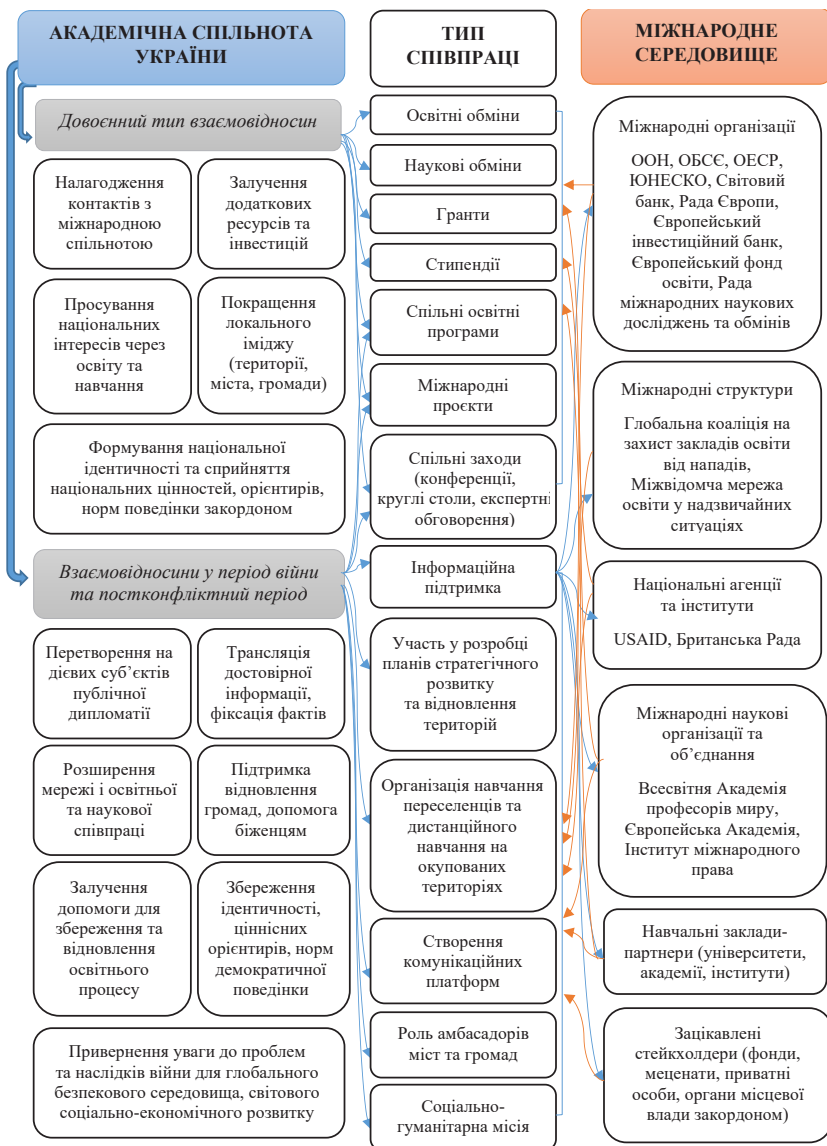 АКАДЕМІЧНА СПІЛЬНОТА
УКРАЇНИ
Довоєнний тип взаємовідносин
Налагодження
контактів з
міжнародною
спільнотою
Залучення
додаткових
ресурсів та
інвестицій
Просування
національних
інтересів через
освіту та
навчання
Покращення
локального
іміджу
(території,
міста, громади)
Формування національної
ідентичності та сприйняття
національних цінностей, орієнтирів,
норм поведінки закордоном
Взаємовідносини у період війни
та постконфліктний період
Перетворення на
дієвих суб’єктів
публічної
дипломатії
Трансляція
достовірної
інформації,
фіксація фактів
Розширення
мережі і освітньої
та наукової
співпраці
Підтримка
відновлення
громад, допомога
біженцям
Залучення
допомоги для
збереження та
відновлення
освітнього
процесу
Збереження
ідентичності,
ціннісних
орієнтирів, норм
демократичної
поведінки
Привернення уваги до проблем
та наслідків війни для глобального
безпекового середовища, світового
соціально-економічного розвитку
ТИП
СПІВПРАЦІ
Освітні обміни
Наукові обміни
Гранти
Стипендії
Спільні освітні
програми
Міжнародні
проєкти
Спільні заходи
(конференції,
круглі столи, експертні
обговорення)
Інформаційна
підтримка
Участь у розробці
планів стратегічного
розвитку
та відновлення
територій
Організація навчання
переселенців та
дистанційного
навчання на
окупованих
територіях
Створення
комунікаційних
платформ
Роль амбасадорів
міст та громад
Соціально-
гуманітарна місія
МІЖНАРОДНЕ
СЕРЕДОВИЩЕ
Міжнародні організації
ООН, ОБСЄ, ОЕСР,
ЮНЕСКО, Світовий
банк, Рада Європи,
Європейський
інвестиційний банк,
Європейський фонд
освіти, Рада
міжнародних наукових
досліджень та обмінів
Міжнародні структури
Глобальна коаліція на
захист закладів освіти
від нападів,
Міжвідомча мережа
освіти у надзвичайних
ситуаціях
Національні агенції
та інститути
USAID, Британська Рада
Міжнародні наукові
організації та
об’єднання
Всесвітня Академія
професорів миру,
Європейська Академія,
Інститут міжнародного
права
Навчальні заклади-
партнери (університети,
академії, інститути)
Зацікавлені
стейкхолдери (фонди,
меценати, приватні
особи, органи місцевої
влади закордоном)